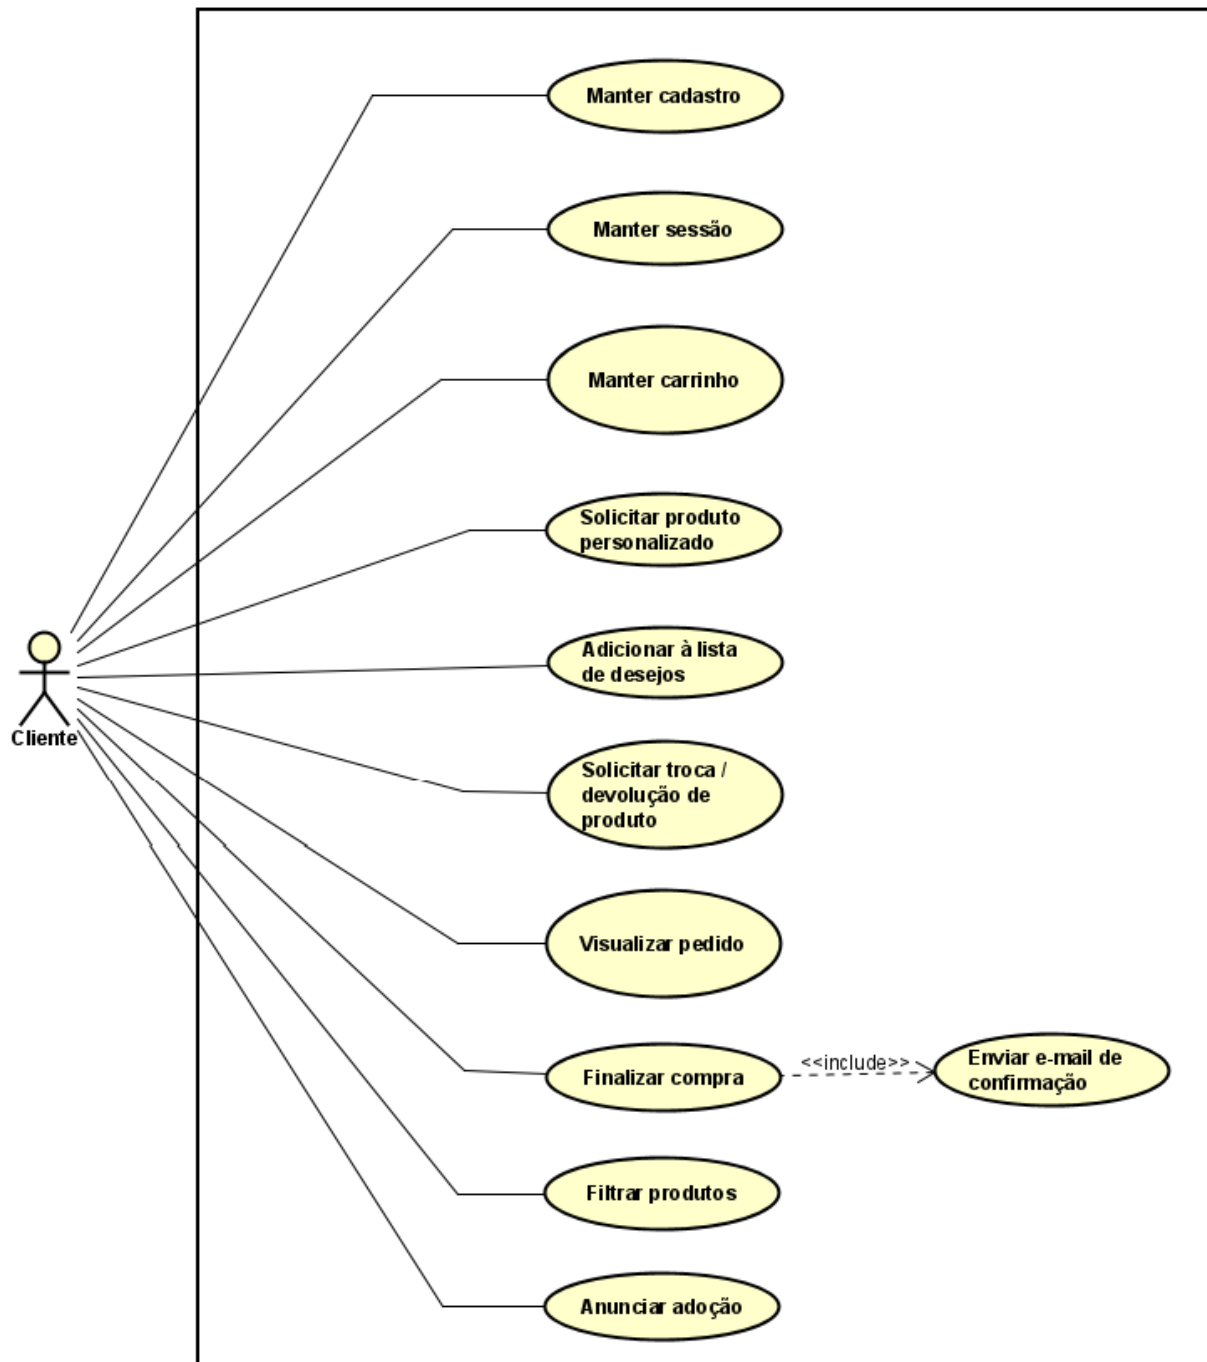 Manter cadastro
Manter sessão
Manter carrinho
Solicitar produto
personalizado
Adicionar à lista
de desejos
Cliente
Solicitar troca /
devolução de
produto
Visualizar pedido
Finalizar compra
<<include>>
Enviar e-mail de
confirmação
Filtrar produtos
Anunciar adoção